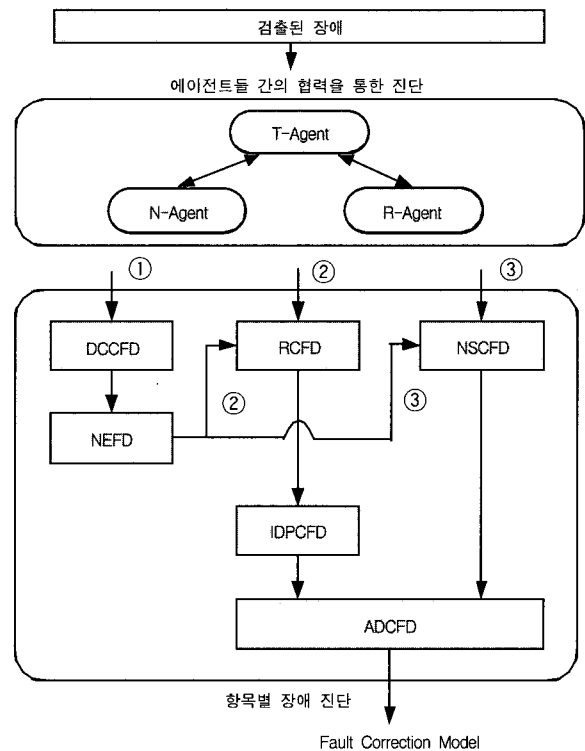 검출된 장애
에이전트들 간의 협력을 통한 진단
T-Agent
N-Agent
R-Agent
①
②
③
DCCFD
RCFD
NSCFD
②
③
NEFD
IDPCFD
ADCFD
항목별 장애 진단
Fault Correction Model